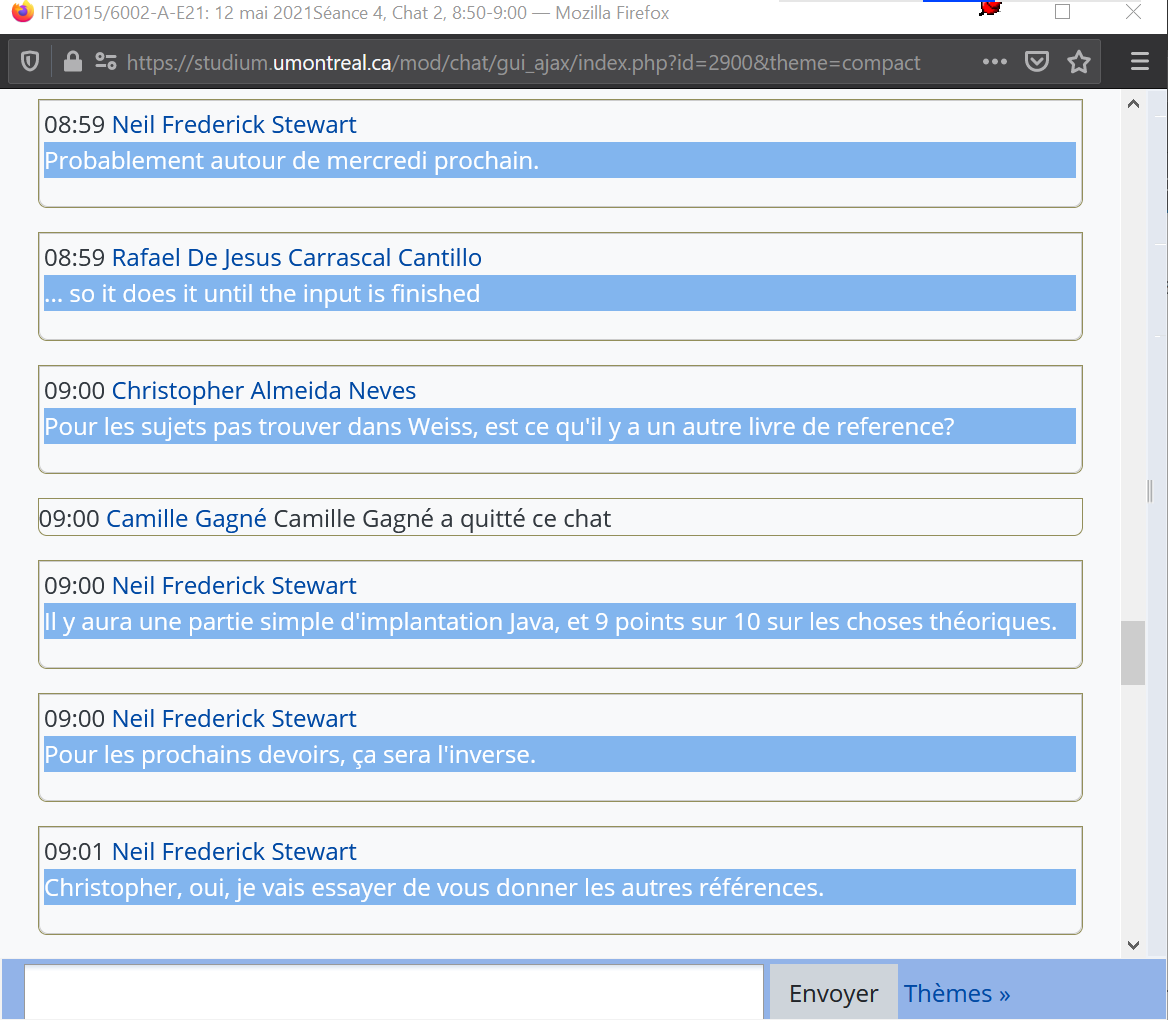 IFT2015/6002-A-E21: 12 mai 2021Séance 4, Chat 2, 8:50-9:00 — Mozilla Firefox
https://studium.umontreal.ca/mod/chat/gui_ajax/index.php?id=2900&theme=compact
08:59 Neil Frederick Stewart
Probablement autour de mercredi prochain.
08:59 Rafael De Jesus Carrascal Cantillo
... so it does it until the input is finished
09:00 Christopher Almeida Neves
Pour les sujets pas trouver dans Weiss, est ce qu'il y a un autre livre de reference?
09:00 Camille Gagné Camille Gagné a quitté ce chat
09:00 Neil Frederick Stewart
Il y aura une partie simple d'implantation Java, et 9 points sur 10 sur les choses théoriques.
09:00 Neil Frederick Stewart
Pour les prochains devoirs, ça sera l'inverse.
09:01 Neil Frederick Stewart
Christopher, oui, je vais essayer de vous donner les autres références.
Envoyer Thèmes »